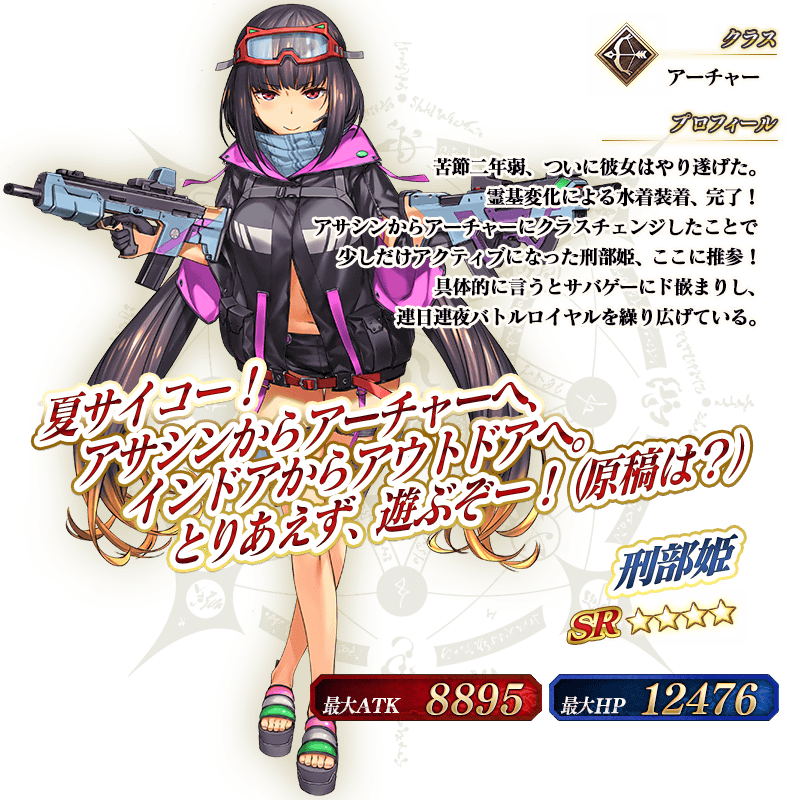 クラス
アーチャー
プロフィール
苦節二年弱、ついに彼女はやり遂げた。
霊基変化による水着装着、完了！
アサシンからアーチャーにクラスチェンジしたことで
少しだけアクティブになった刑部姫、ここに推参！
具体的に言うとサバゲーにド嵌まりし、
連日連夜バトルロイヤルを繰り広げている。
夏サイコー！
アサシンからアーチャーへ、
インドアからアウトドアへ。
とりあえず、遊ぶぞー！（原稿は？）
刑部姫
SR ☆☆☆☆
最大ATK 8895
最大HP 12476